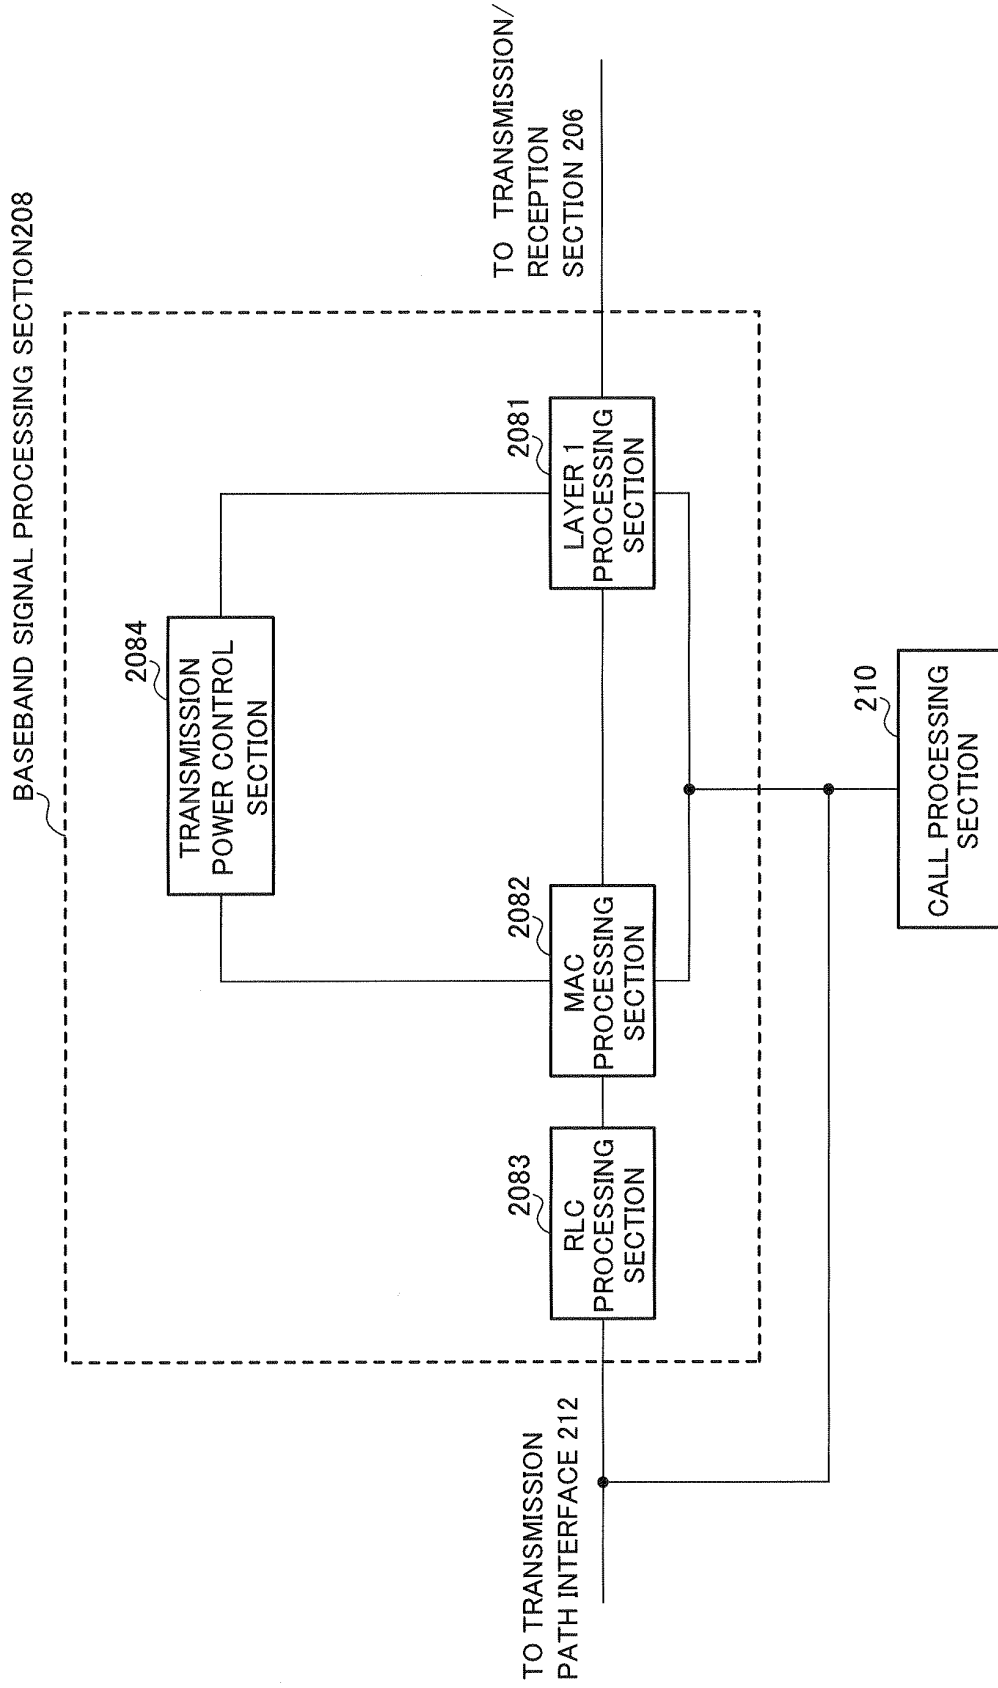 BASEBAND SIGNAL PROCESSING SECTION208
2084
TRANSMISSION
POWER CONTROL
SECTION
TO TRANSMISSION
PATH INTERFACE 212
2083
RLC
PROCESSING
SECTION
2082
MAC
PROCESSING
SECTION
2081
LAYER 1
PROCESSING
SECTION
TO TRANSMISSION/
RECEPTION
SECTION 206
210
CALL PROCESSING
SECTION